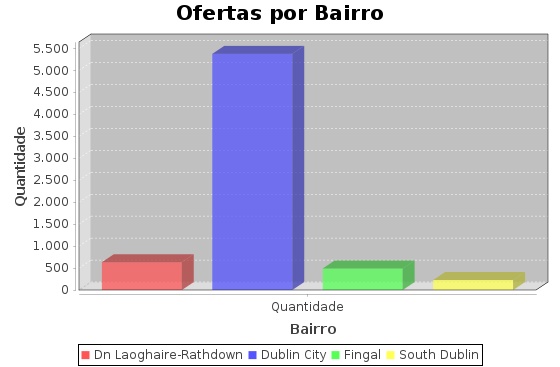 Ofertas por Bairro
Quantidade
5.500
5.000
4.500
4.000
3.500
3.000
2.500
2.000
1.500
1.000
500
0
Quantidade
Bairro
Dn Laoghaire-Rathdown Dublin City Fingal South Dublin